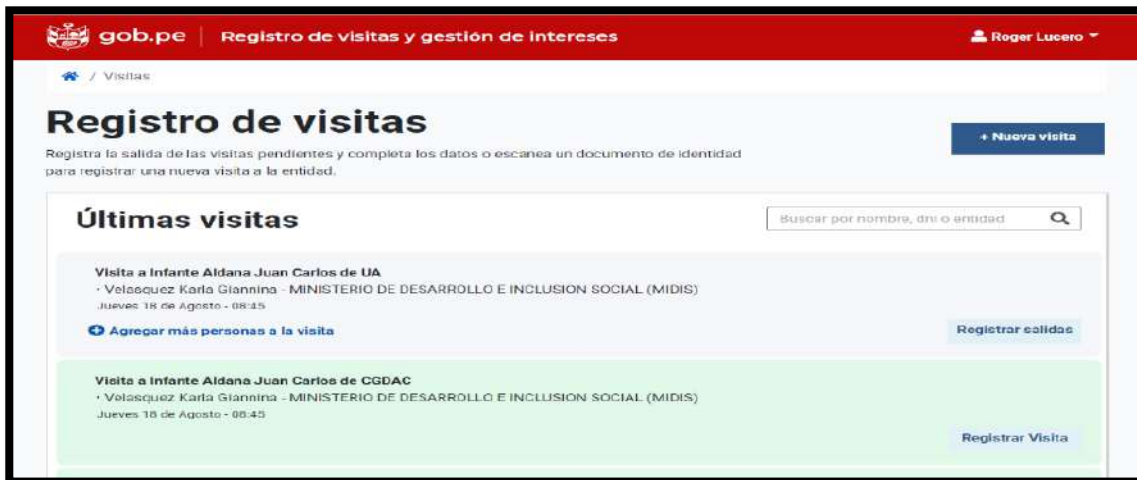 gob.pe | Registro de visitas y gestión de intereses
Roger Lucero
/ Visitas
Registro de visitas
+ Nueva visita
Registra la salida de las visitas pendientes y completa los datos o escanea un documento de identidad
para registrar una nueva visita a la entidad.
Últimas visitas
Buscar por nombre, dni o entidad
Visita a Infante Aldana Juan Carlos de UA
• Velasquez Karla Giannina - MINISTERIO DE DESARROLLO E INCLUSION SOCIAL (MIDIS)
Jueves 18 de Agosto - 08:45
Agregar más personas a la visita
Registrar salidas
Visita a Infante Aldana Juan Carlos de CGDAC
• Velasquez Karla Giannina - MINISTERIO DE DESARROLLO E INCLUSION SOCIAL (MIDIS)
Jueves 18 de Agosto - 08:45
Registrar Visita